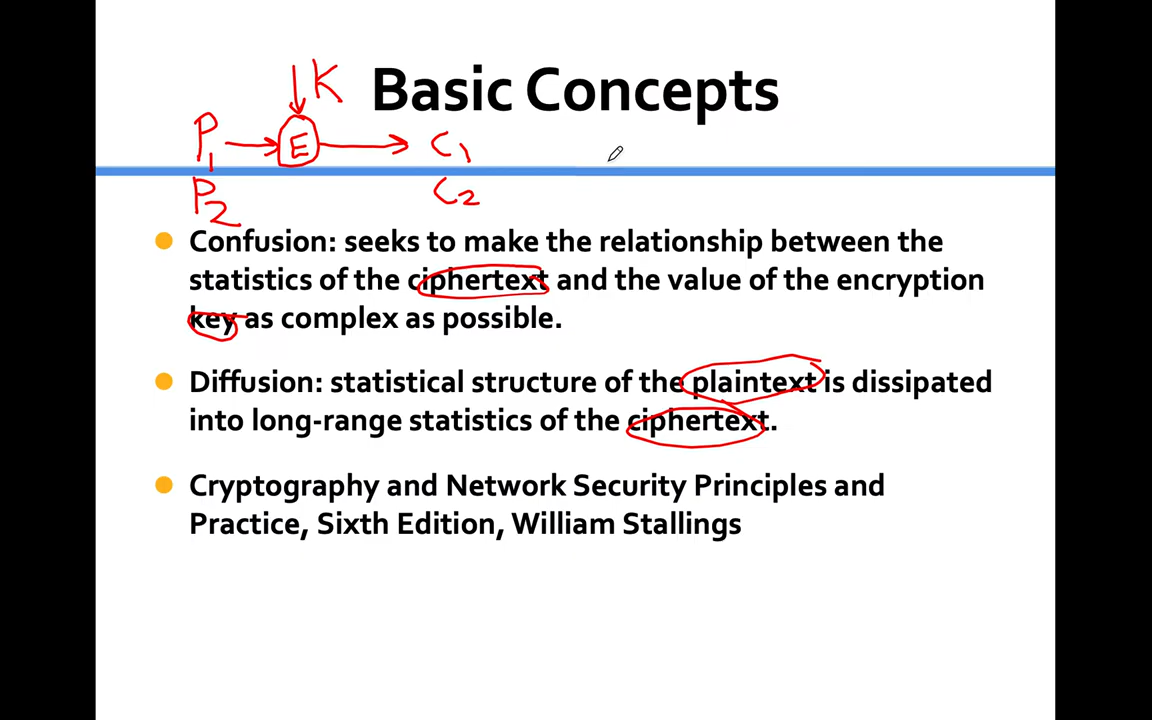 K
Basic Concepts
P1 E C1
P2 C2
Confusion: seeks to make the relationship between the
statistics of the ciphertext and the value of the encryption
key as complex as possible.
Diffusion: statistical structure of the plaintext is dissipated
into long-range statistics of the ciphertext.
Cryptography and Network Security Principles and
Practice, Sixth Edition, William Stallings